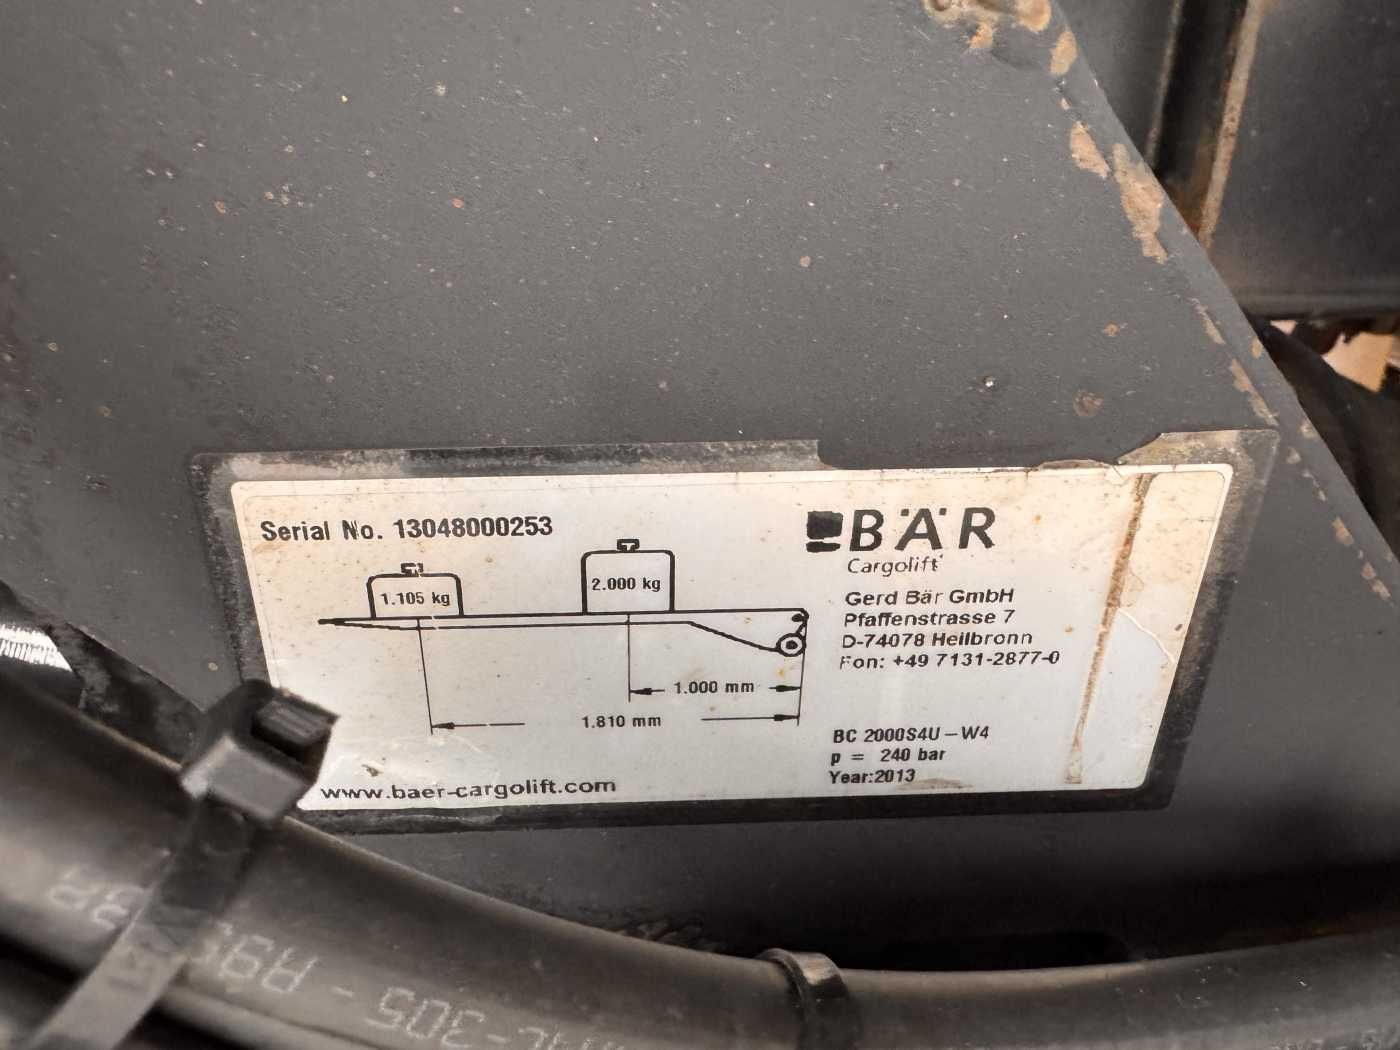 Serial No. 13048000253
BÄR
Cargolift
1.105 kg
2.000 kg
Gerd Bär GmbH
Pfaffenstrasse 7
D-74078 Heilbronn
Fon: +49 7131-2877-0
1.000 mm
1.810 mm
BC 2000S4U – W4
p = 240 bar
Year:2013
www.baer-cargolift.com